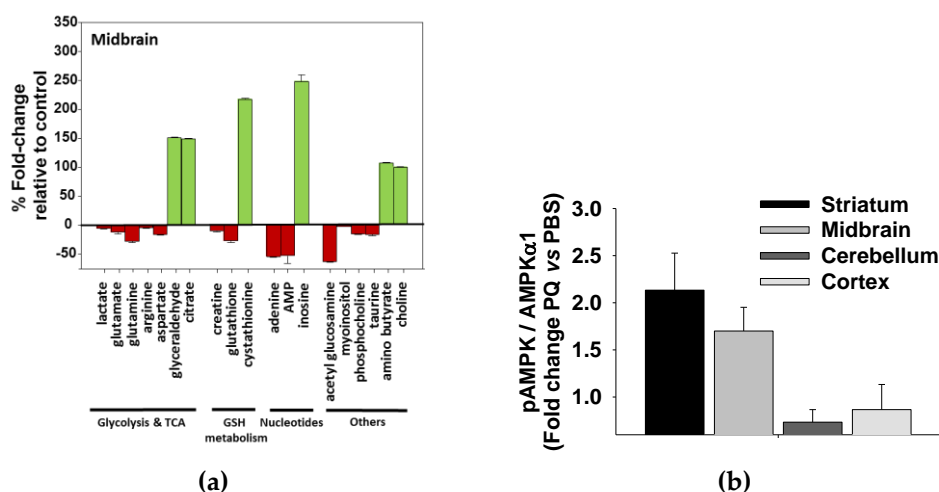 Midbrain
% Fold-change
relative to control
350
300
250
200
150
100
50
0
-50
lactate
glutamate
glutamine
arginine
aspartate
glyceraldehyde
citrate
creatine
glutathione
cystathionine
adenine
AMP
inosine
acetyl glucosamine
myoinositol
phosphocholine
taurine
amino butyrate
choline
Glycolysis & TCA
GSH
metabolism
Nucleotides
Others
(a)
pAMPK / AMPKα1
(Fold change PQ vs PBS)
2.5
2.0
1.5
1.0
Striatum
Midbrain
Cerebellum
Cortex
(b)